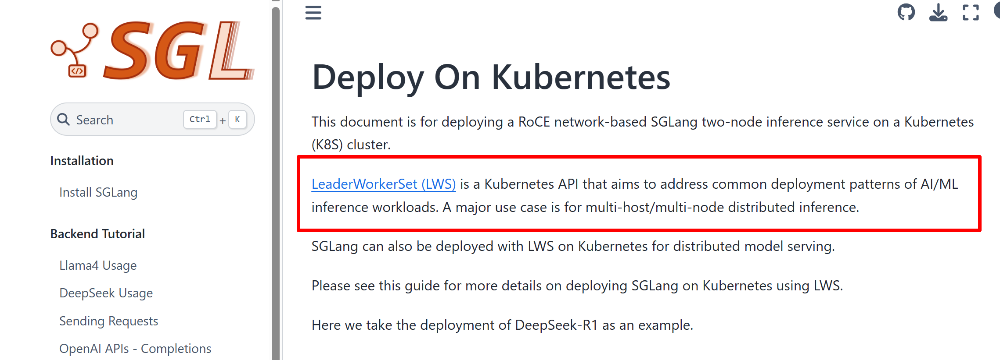 SGL
</>
Search
Ctrl + K
Installation
Install SGLang
Backend Tutorial
Llama4 Usage
DeepSeek Usage
Sending Requests
OpenAI APIs - Completions
Deploy On Kubernetes
This document is for deploying a RoCE network-based SGLang two-node inference service on a Kubernetes
(K8S) cluster.
LeaderWorkerSet (LWS) is a Kubernetes API that aims to address common deployment patterns of AI/ML
inference workloads. A major use case is for multi-host/multi-node distributed inference.
SGLang can also be deployed with LWS on Kubernetes for distributed model serving.
Please see this guide for more details on deploying SGLang on Kubernetes using LWS.
Here we take the deployment of DeepSeek-R1 as an example.